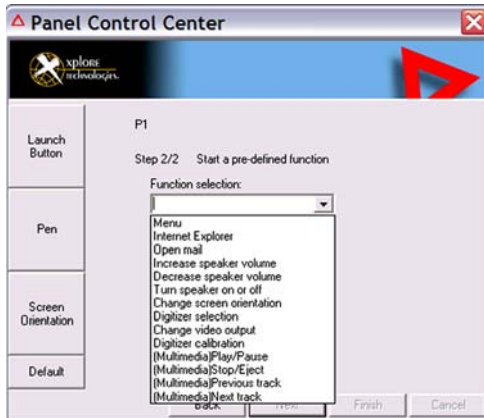 Panel Control Center
xplore
technologies.
Launch
Button
Pen
Screen
Orientation
Default
P1
Step 2/2 Start a pre-defined function
Function selection:
Menu
Internet Explorer
Open mail
Increase speaker volume
Decrease speaker volume
Turn speaker on or off
Change screen orientation
Digitizer selection
Change video output
Digitizer calibration
(Multimedia)Play/Pause
(Multimedia)Stop/Eject
(Multimedia)Previous track
(Multimedia)Next track
Back Next Finish Cancel